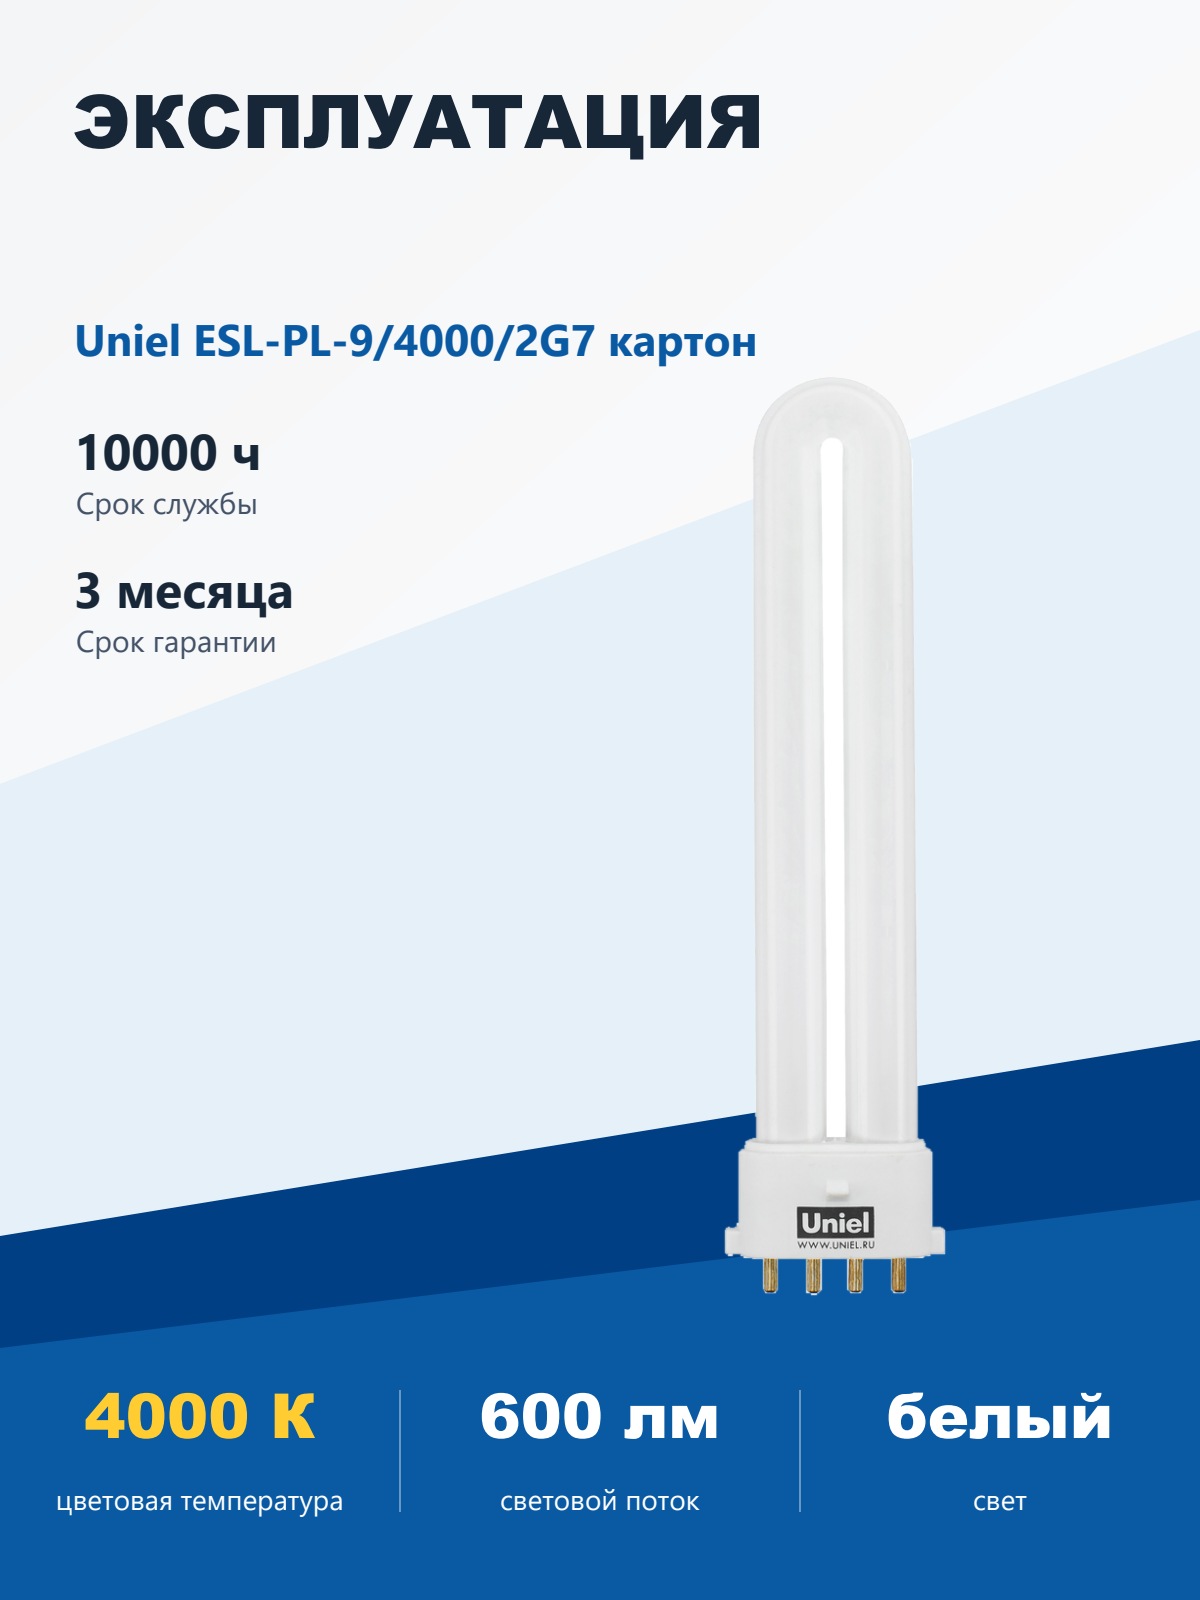 ЭКСПЛУАТАЦИЯ
Uniel ESL-PL-9/4000/2G7 картон
10000 ч
Срок службы
3 месяца
Срок гарантии
Uniel
WWW.UNIEL.RU
4000 К
цветовая температура
600 лм
световой поток
белый
свет